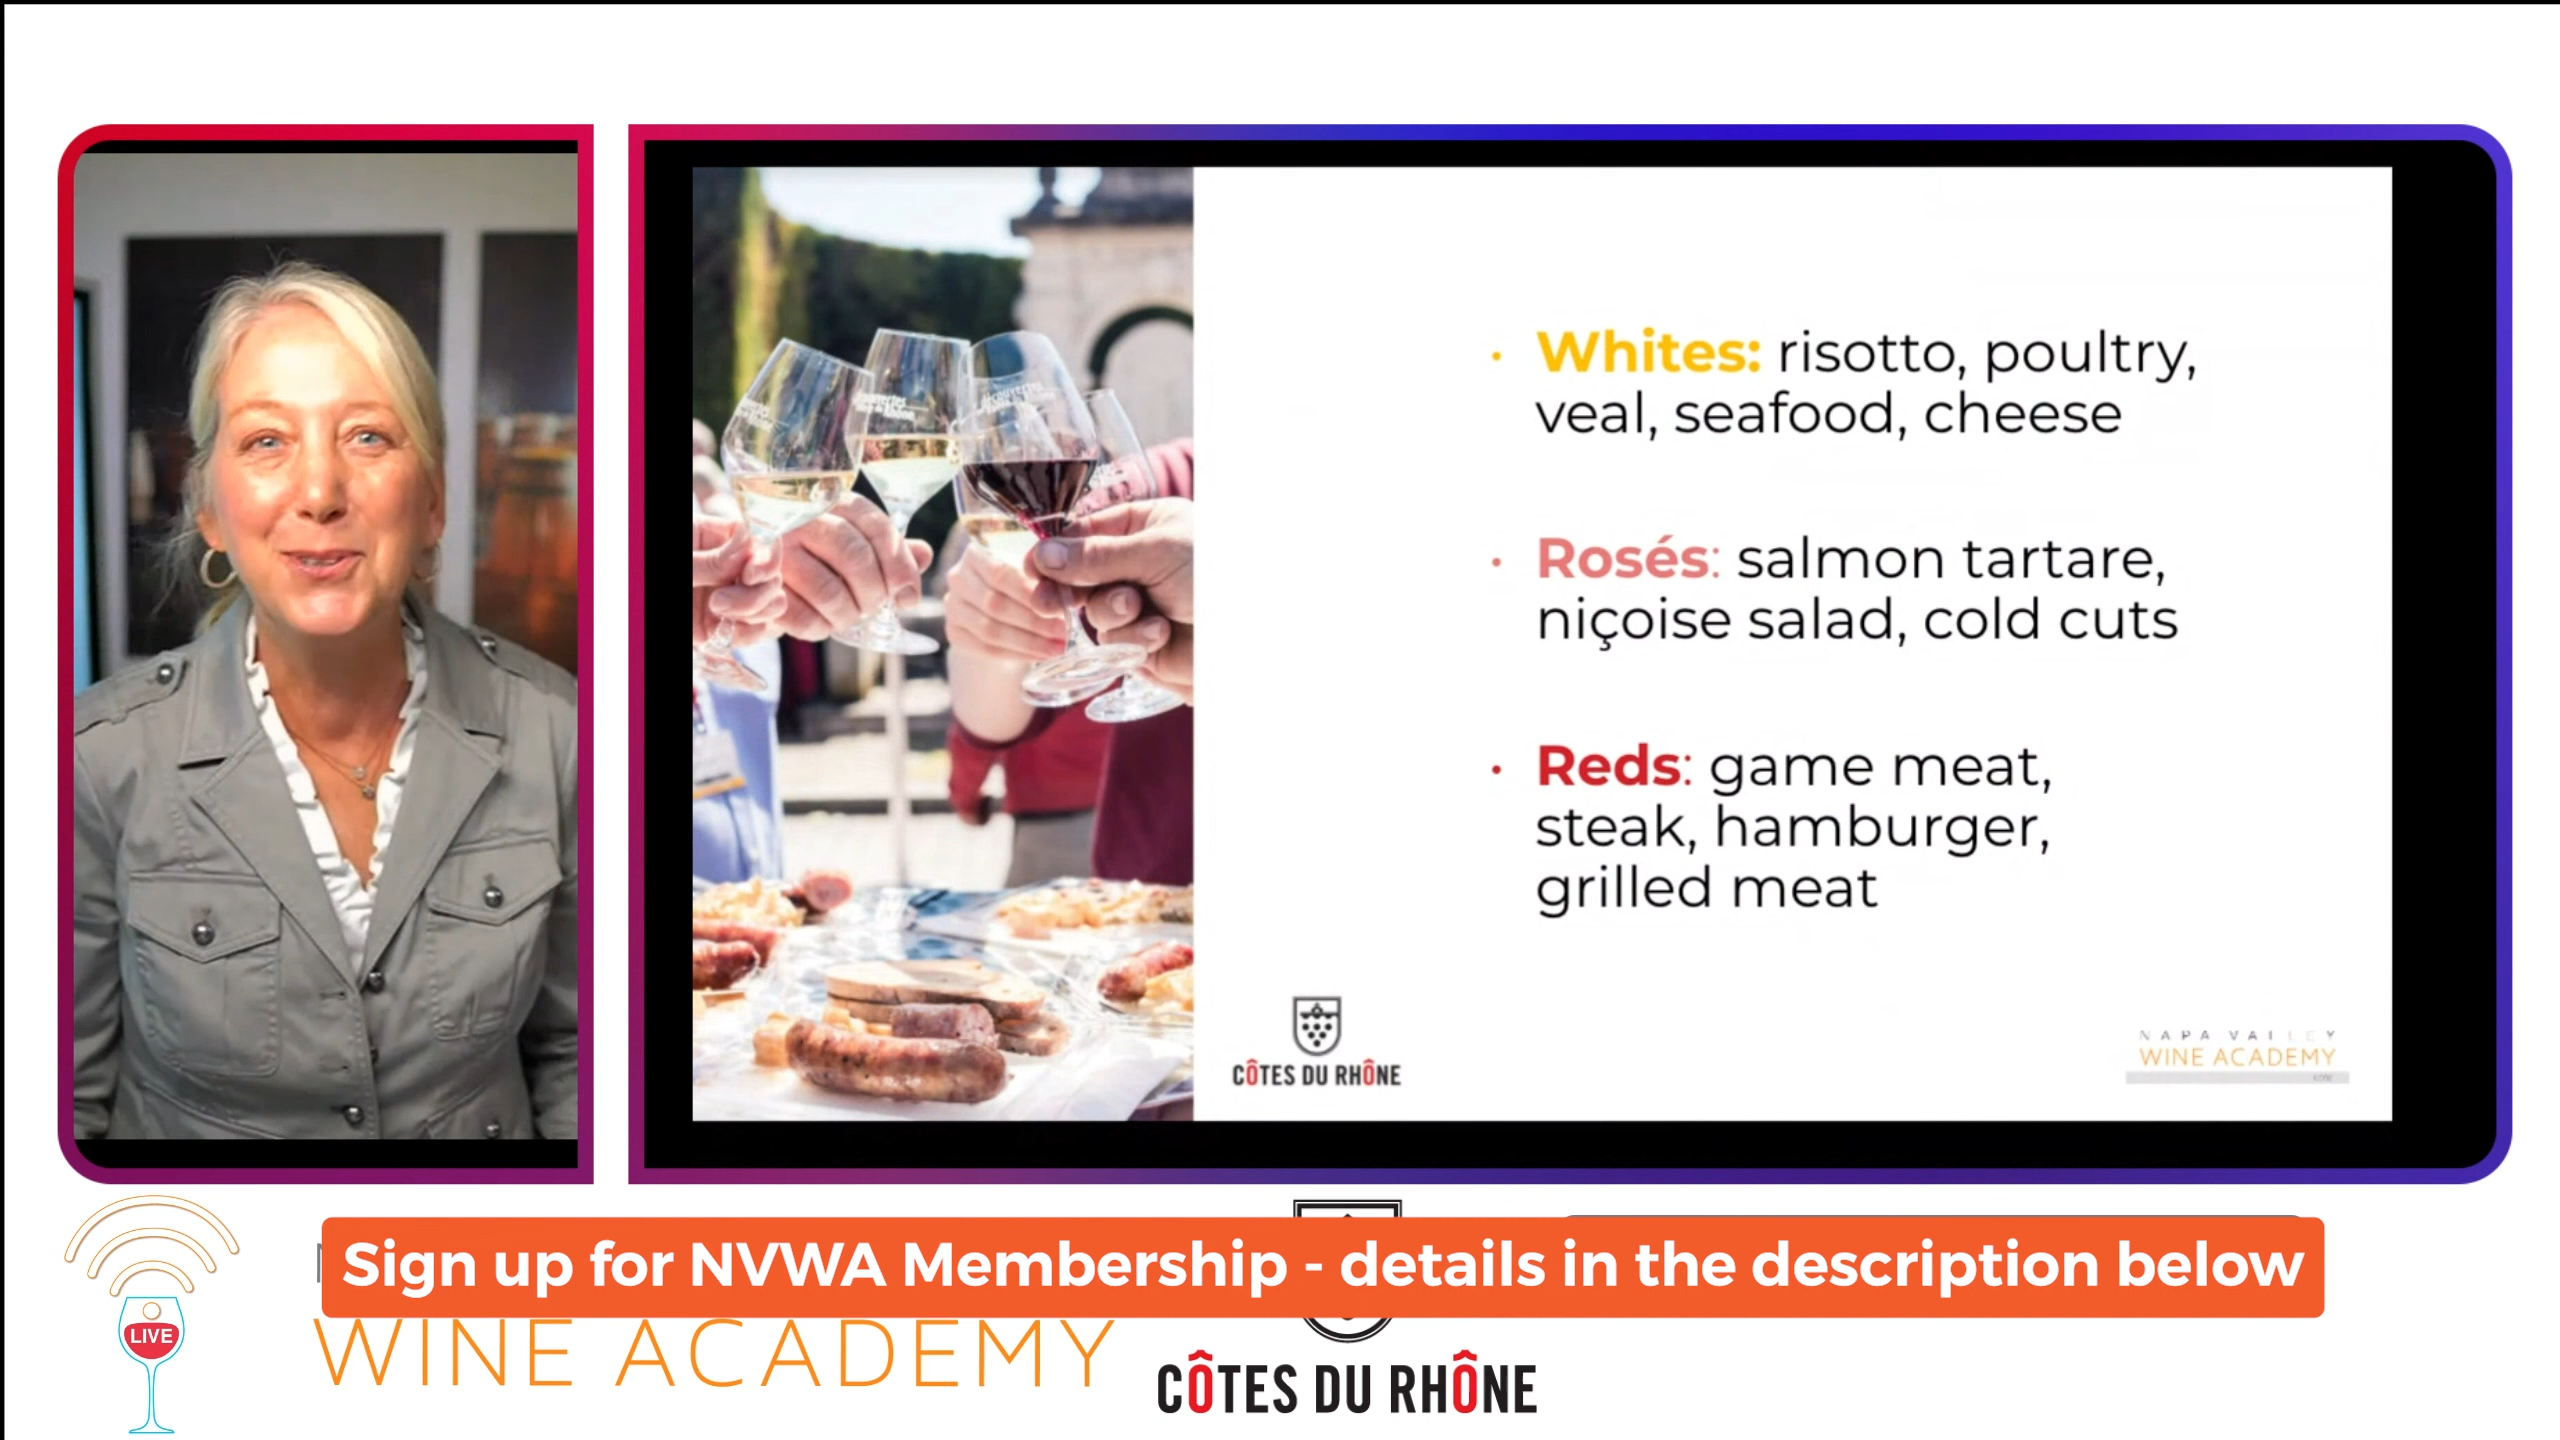 Whites: risotto, poultry,
veal, seafood, cheese
Rosés: salmon tartare,
niçoise salad, cold cuts
Reds: game meat,
steak, hamburger,
grilled meat
CÔTES DU RHÔNE
NAPA VALLEY
WINE ACADEMY
Sign up for NVWA Membership - details in the description below
LIVE
WINE ACADEMY
CÔTES DU RHÔNE